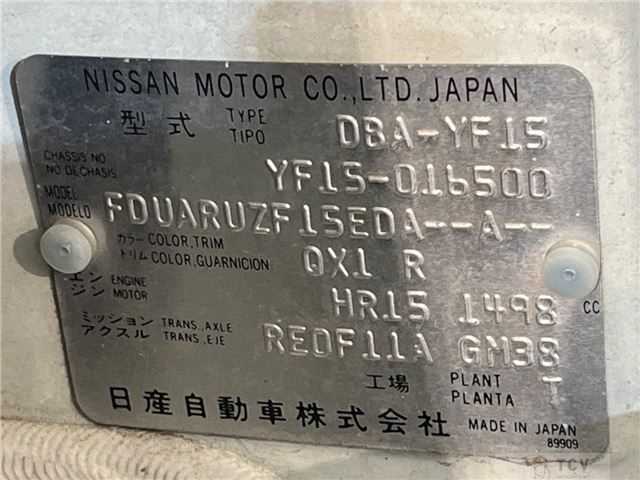 NISSAN MOTOR CO.,LTD. JAPAN
型式 TYPE TIPO DBA-YF15
CHASSIS NO NO DE CHASIS YF15-016500
MODEL MODELO FDUARUZF15EDA--A--
カラー COLOR, TRIM
トリム COLOR, GUARNICION QX1 R
エンジン ENGINE MOTOR HR15 1498 CC
ミッション TRANS., AXLE
アクスル TRANS., EJE RE0F11A GM38
工場 PLANT PLANTA T
日産自動車株式会社 MADE IN JAPAN
89909
TCV